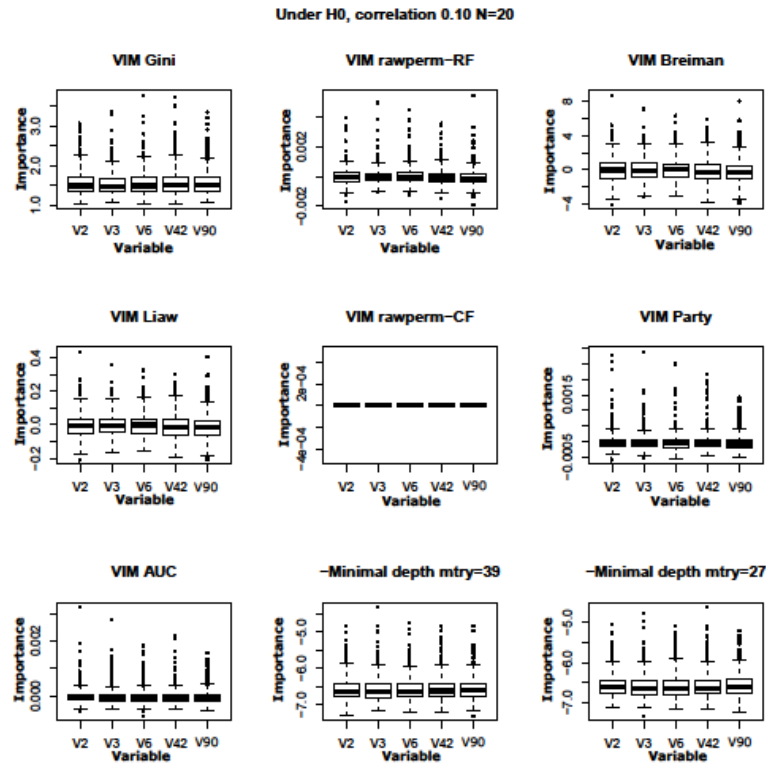 Under H0, correlation 0.10 N=20
VIM Gini
Importance
3.0
2.0
1.0
V2 V3 V6 V42 V90
Variable
VIM rawperm−RF
Importance
0.002
−0.002
V2 V3 V6 V42 V90
Variable
VIM Breiman
Importance
8
4
0
−4
V2 V3 V6 V42 V90
Variable
VIM Liaw
Importance
0.4
0.2
0.0
−0.2
V2 V3 V6 V42 V90
Variable
VIM rawperm−CF
Importance
2e−04
−4e−04
V2 V3 V6 V42 V90
Variable
VIM Party
Importance
0.0015
−0.0005
V2 V3 V6 V42 V90
Variable
VIM AUC
Importance
0.002
0.000
V2 V3 V6 V42 V90
Variable
−Minimal depth mtry=39
Importance
−5.0
−6.0
−7.0
V2 V3 V6 V42 V90
Variable
−Minimal depth mtry=27
Importance
−5.0
−6.0
−7.0
V2 V3 V6 V42 V90
Variable